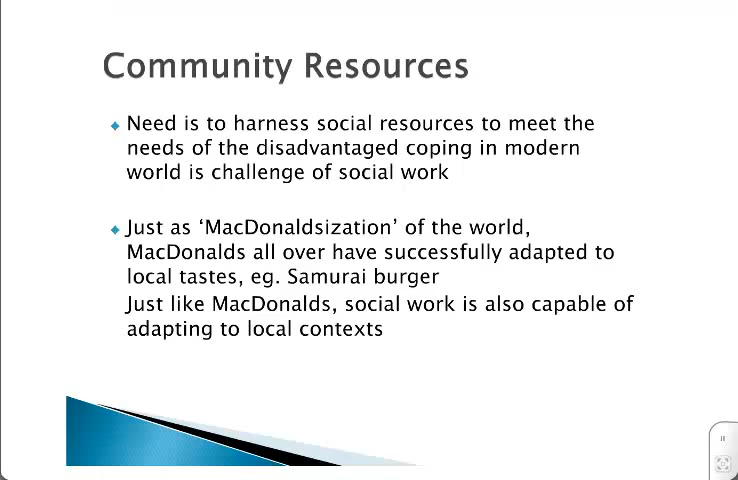 Community Resources
Need is to harness social resources to meet the
needs of the disadvantaged coping in modern
world is challenge of social work
Just as ‘MacDonaldsization’ of the world,
MacDonalds all over have successfully adapted to
local tastes, eg. Samurai burger
Just like MacDonalds, social work is also capable of
adapting to local contexts